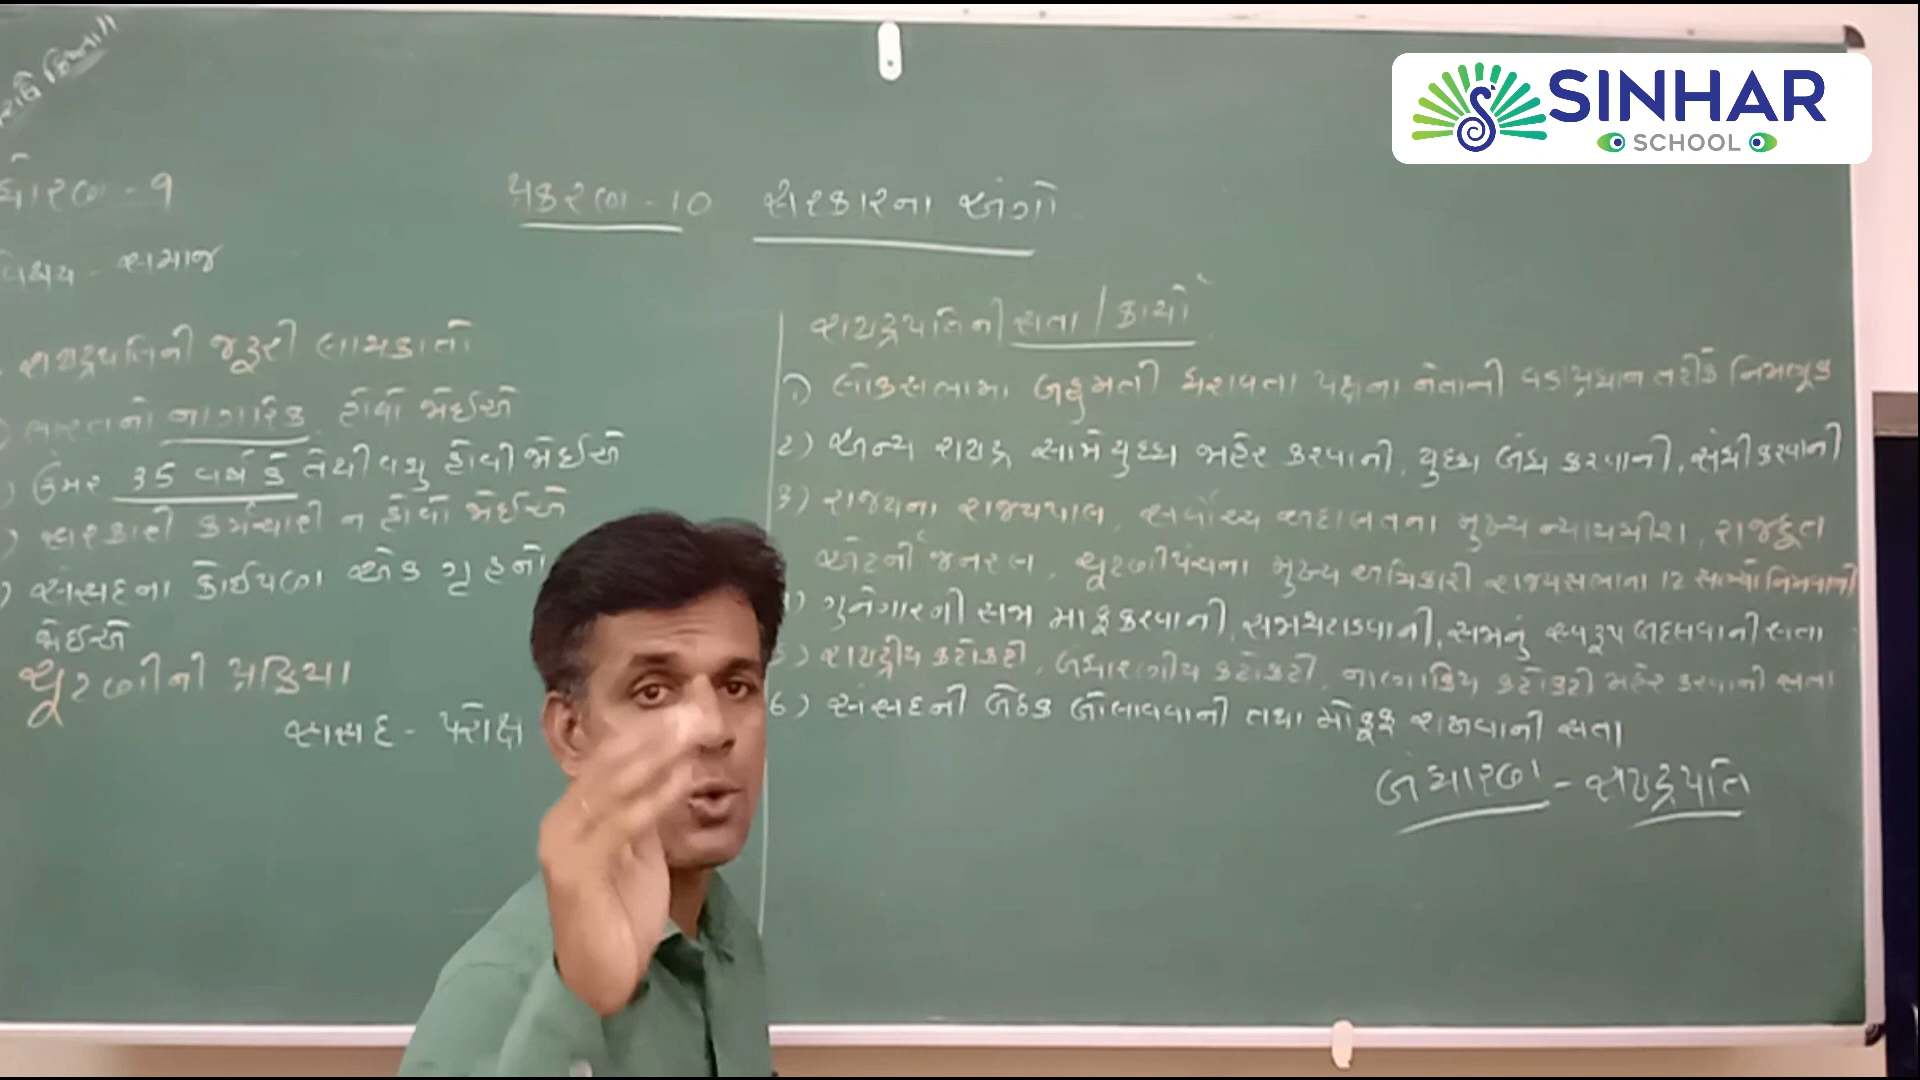 SINHAR
SCHOOL
ધોરણ - 9
પ્રકરણ - 10 સરકારના અંગો
વિષય - સમાજ
રાષ્ટ્રપતિની જરૂરી લાયકાતો
ભારતનો નાગરિક હોવો જોઈએ
ઉંમર 35 વર્ષ કે તેથી વધુ હોવી જોઈએ
સરકારી કર્મચારી ન હોવો જોઈએ
સંસદના કોઈપણ એક ગૃહનો
જોઈએ
ચૂંટણીની પ્રક્રિયા
સંસદ - પરોક્ષ
રાષ્ટ્રપતિની સતા / કાર્યો
1) લોકસભામા બહુમતી ધરાવતા પક્ષના નેતાની વડાપ્રધાન તરીકે નિમણૂક
2) અન્ય રાષ્ટ્ર સામે યુધ્ધ જાહેર કરવાની, યુધ્ધ બંધ કરવાની, સંધી કરવાની
3) રાજ્યના રાજ્યપાલ, સર્વોચ્ય અદાલતના મુખ્ય ન્યાયધીશ, રાજદૂત
એટર્ની જનરલ, ચૂંટણીપંચના મુખ્ય અધિકારી રાજ્યસભાના 12 સભ્યો નિમવાની
) ગુનેગારની સજા માફ કરવાની, સજા ઘટાડવાની, સજાનું સ્વરૂપ બદલવાની સતા
) રાષ્ટ્રીય કટોકટી, બંધારણીય કટોકટી, નાણાકિય કટોકટી જાહેર કરવાની સતા
6) સંસદની બેઠક બોલાવવાની તથા મોકૂફ રાખવાની સતા
બંધારણ - રાષ્ટ્રપતિ